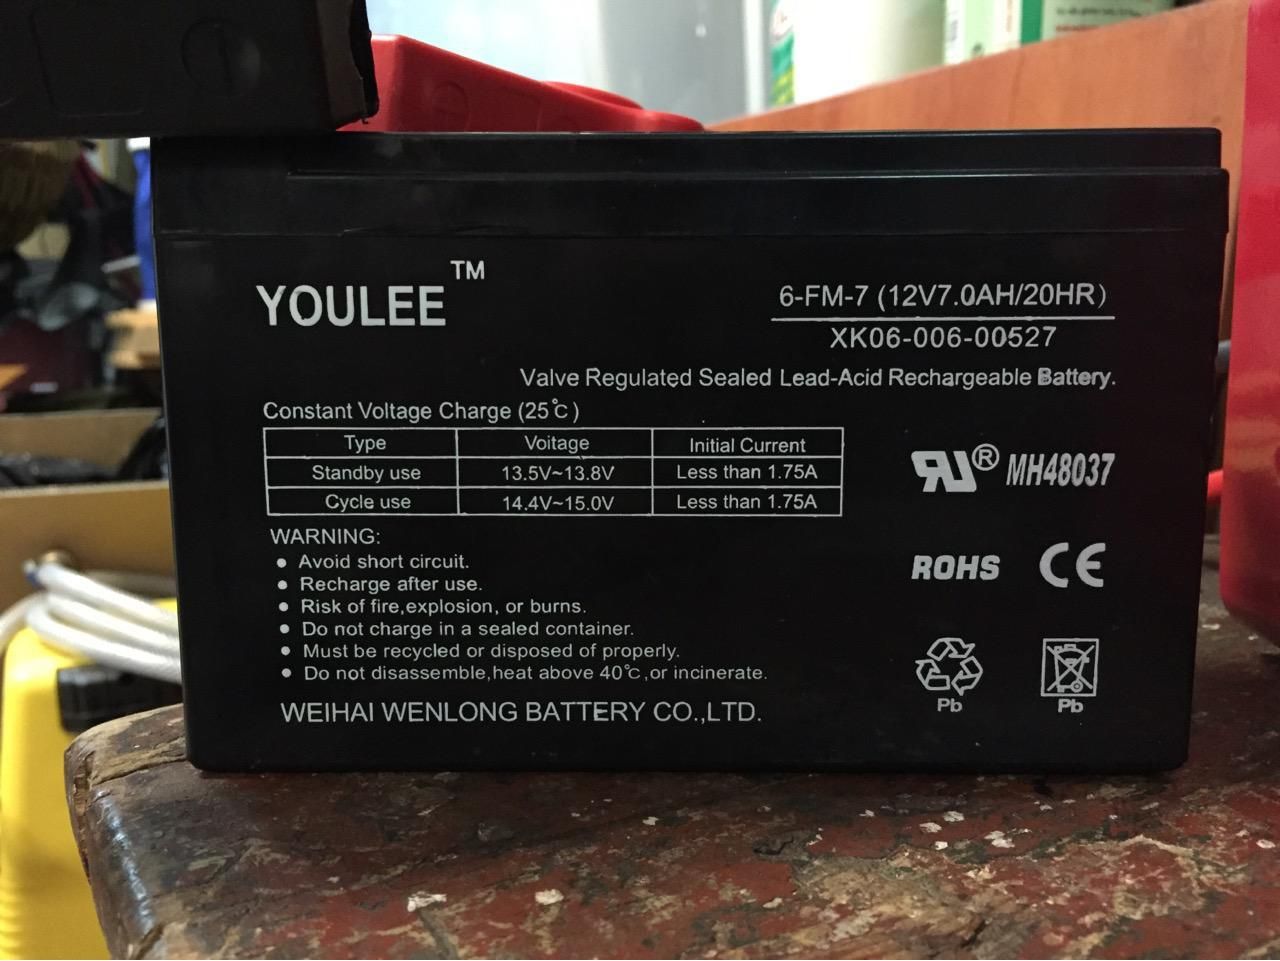 YOULEE™
6-FM-7 (12V7.0AH/20HR)
XK06-006-00527
Valve Regulated Sealed Lead-Acid Rechargeable Battery.
Constant Voltage Charge (25℃)
Type Voitage Initial Current
Standby use 13.5V~13.8V Less than 1.75A
Cycle use 14.4V~15.0V Less than 1.75A
RU® MH48037
WARNING:
• Avoid short circuit.
• Recharge after use.
• Risk of fire,explosion, or burns.
• Do not charge in a sealed container.
• Must be recycled or disposed of properly.
• Do not disassemble,heat above 40℃,or incinerate.
ROHS CE
Pb Pb
WEIHAI WENLONG BATTERY CO.,LTD.